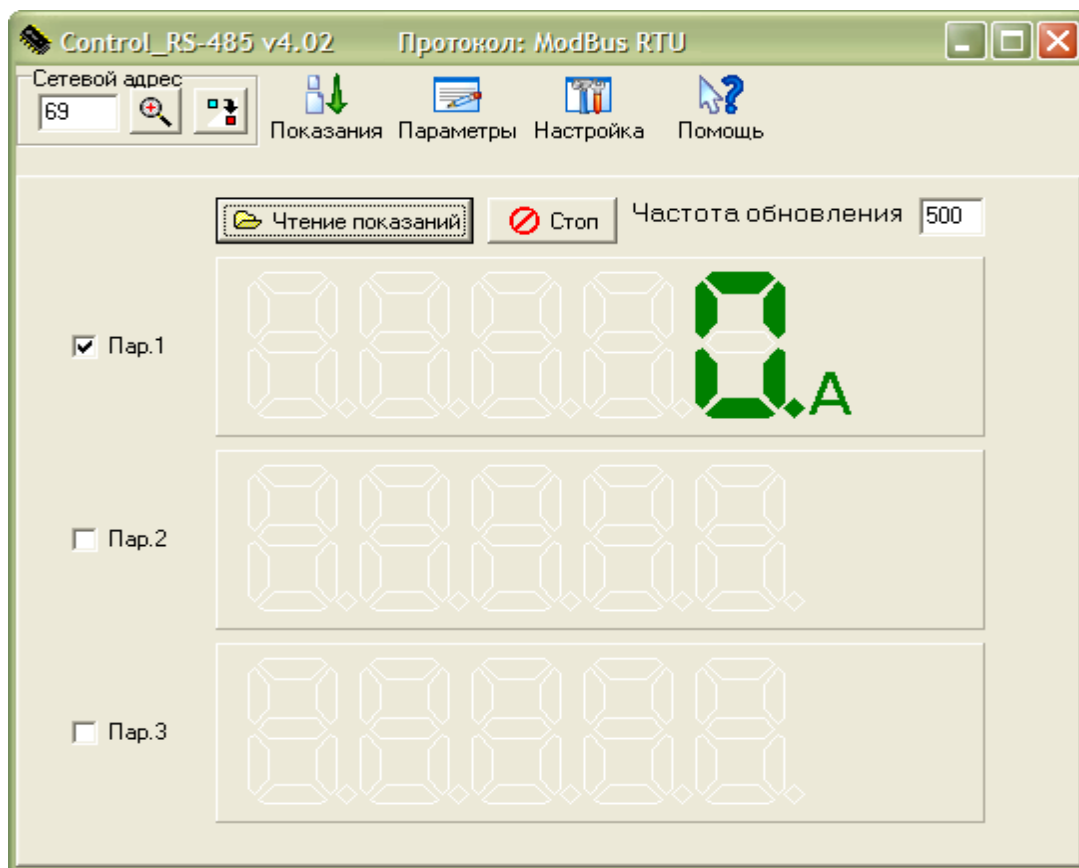 Control_RS-485 v4.02 Протокол: ModBus RTU
Сетевой адрес
69
Показания Параметры Настройка Помощь
Чтение показаний Стоп Частота обновления 500
Пар.1 0. A
Пар.2
Пар.3